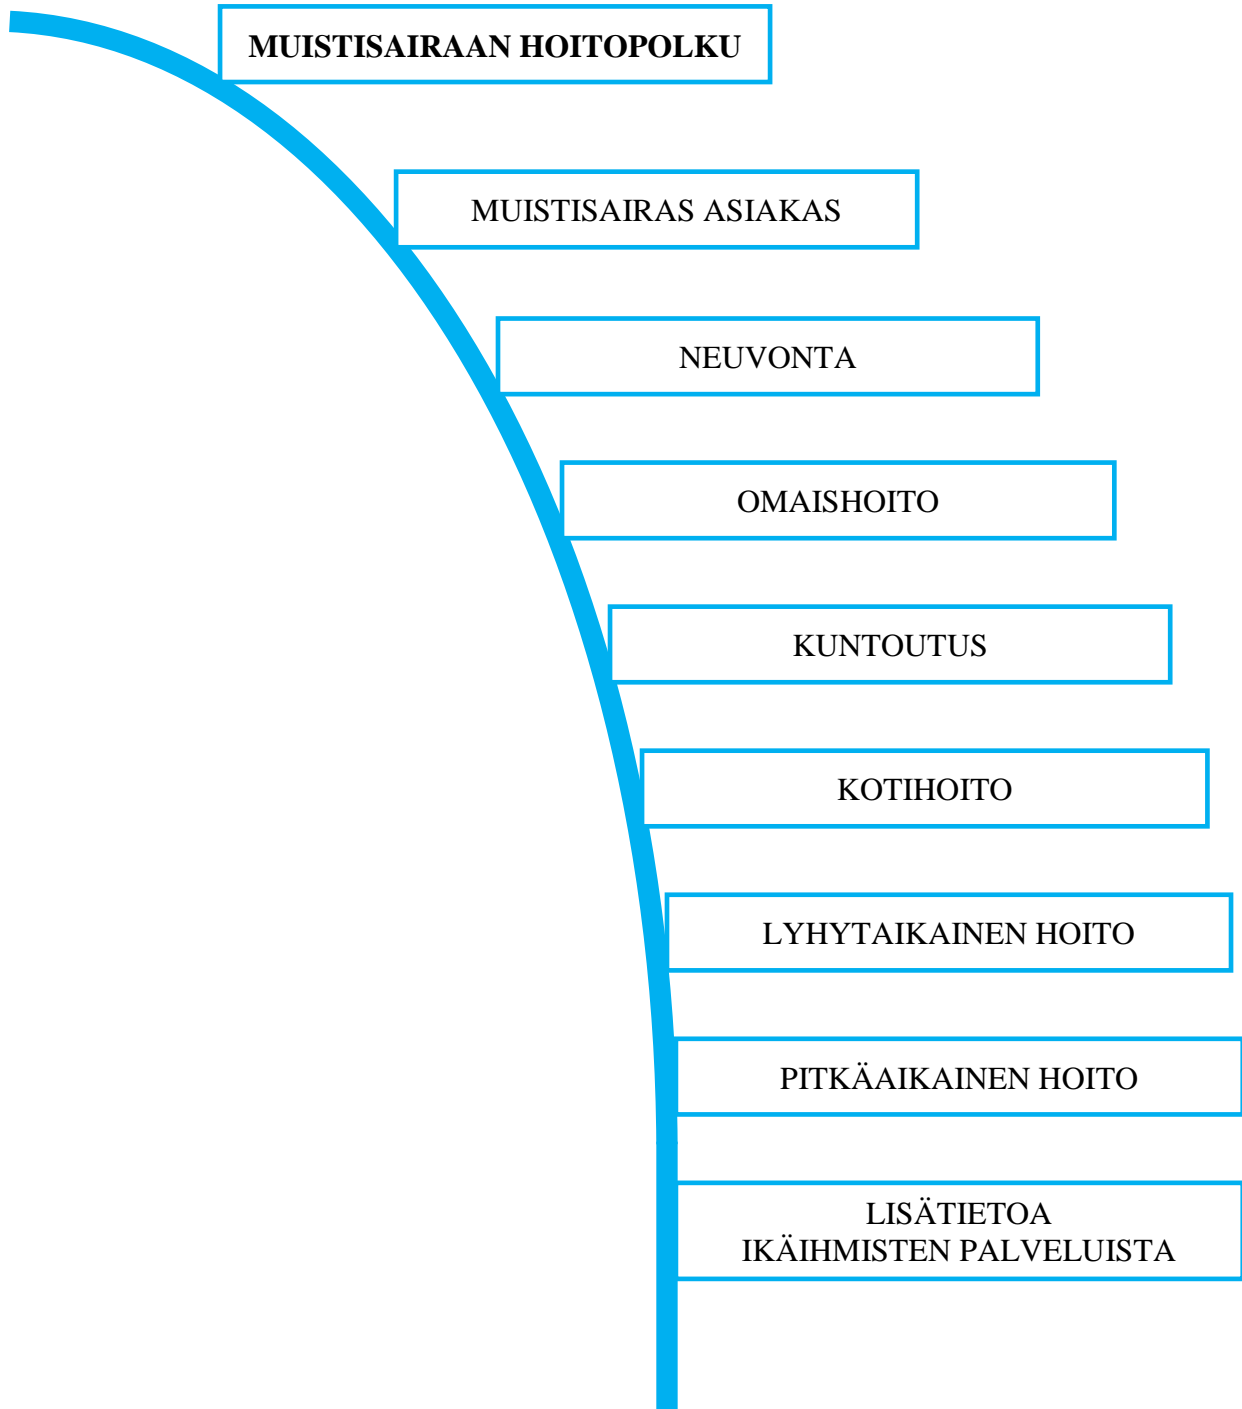 MUISTISAIRAAN HOITOPOLKU
MUISTISAIRAS ASIAKAS
NEUVONTA
OMAISHOITO
KUNTOUTUS
KOTIHOITO
LYHYTAIKAINEN HOITO
PITKÄAIKAINEN HOITO
LISÄTIETOA
IKÄIHMISTEN PALVELUISTA